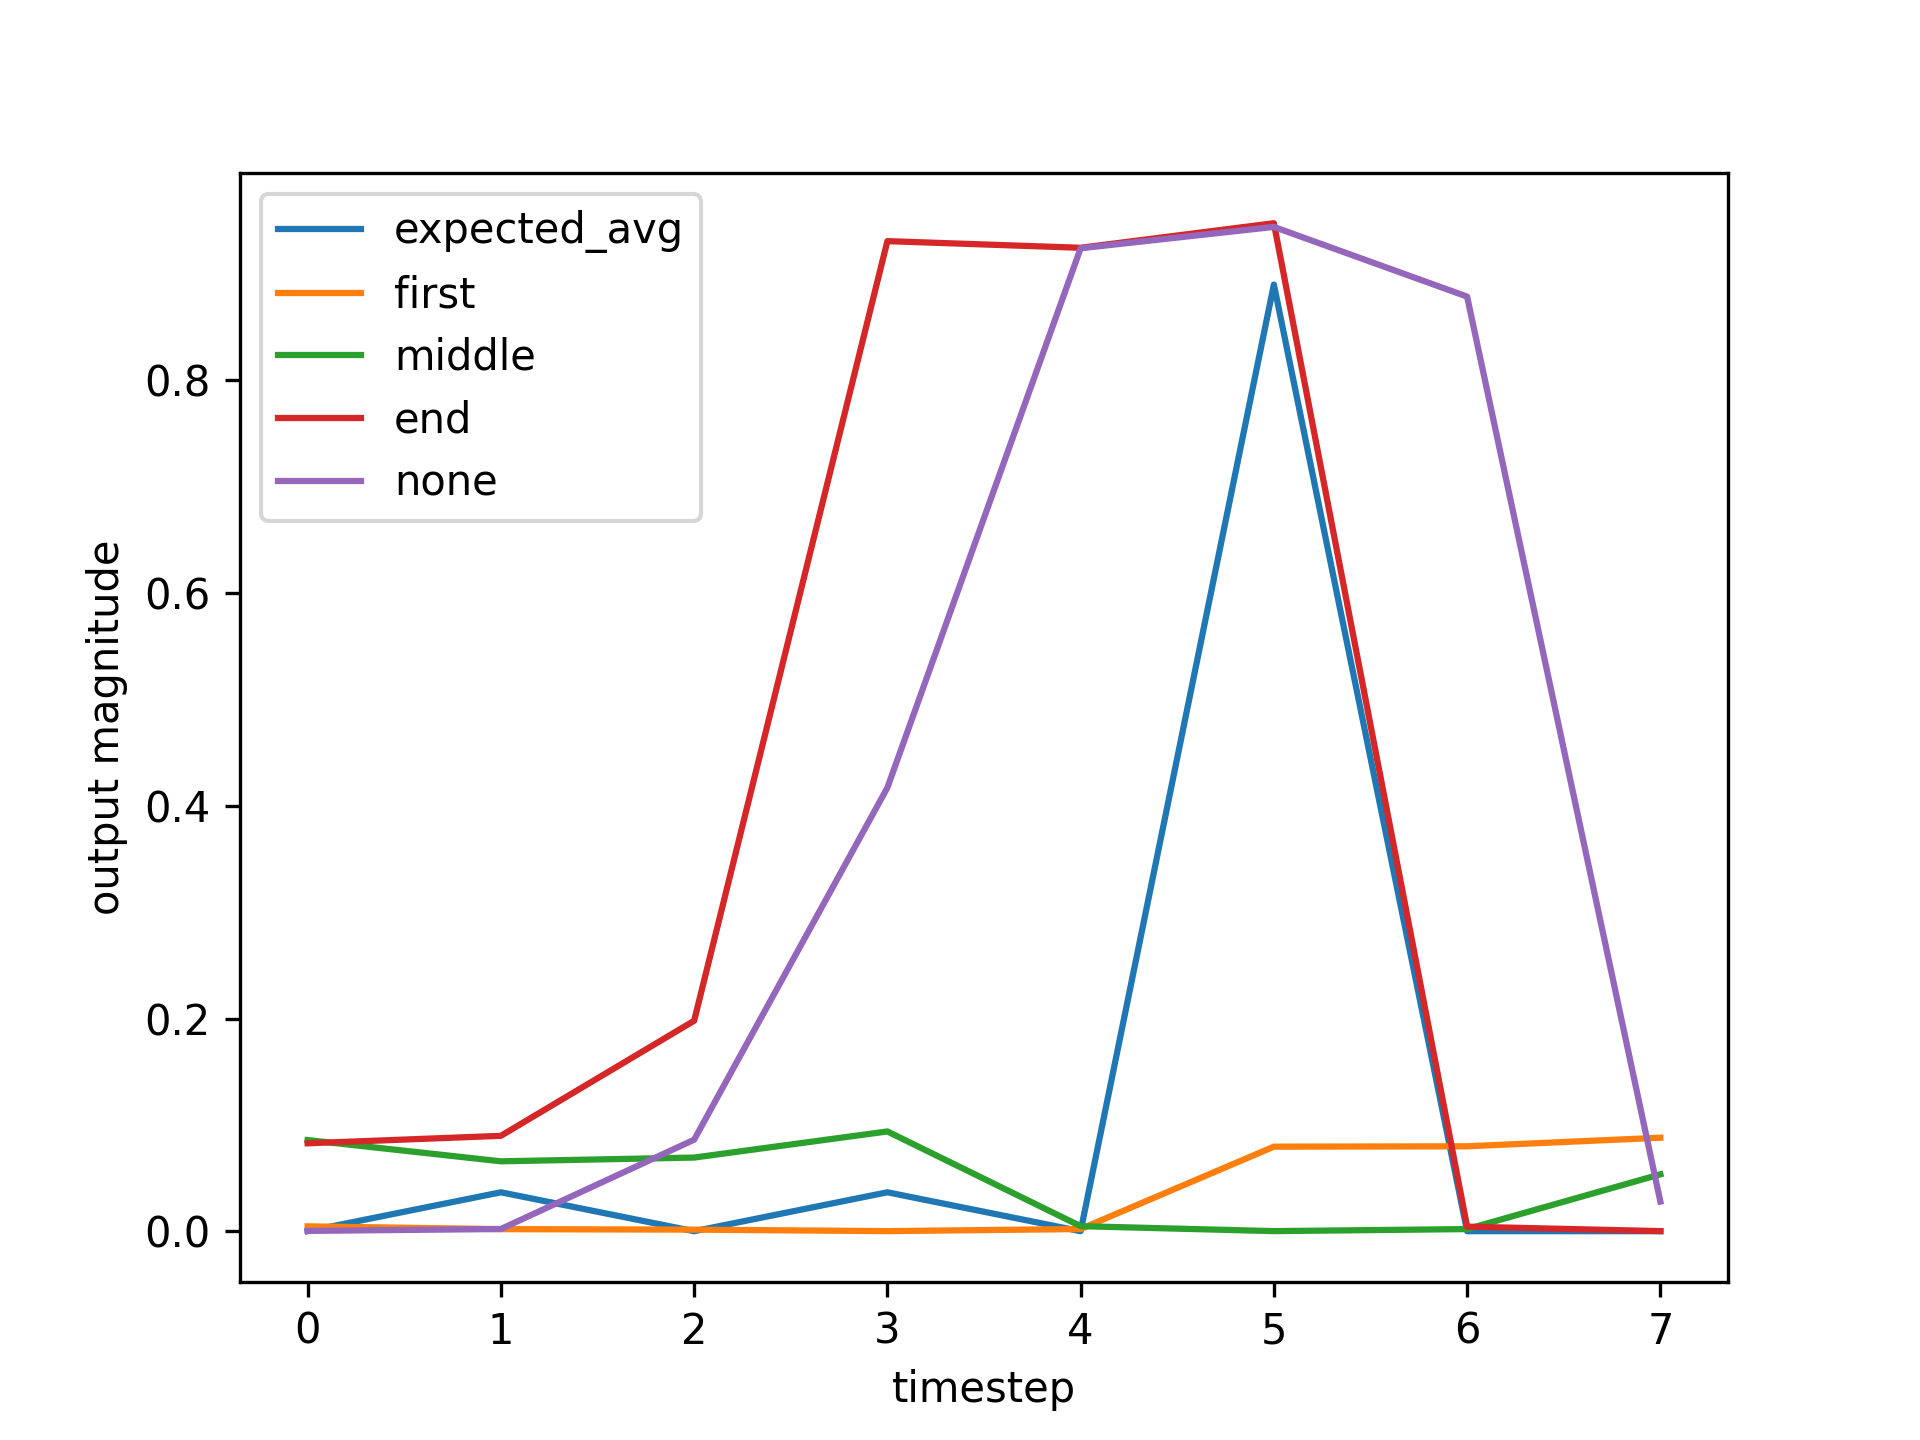 expected_avg
first
middle
end
none
0.8
0.6
0.4
0.2
0.0
output magnitude
0 1 2 3 4 5 6 7
timestep